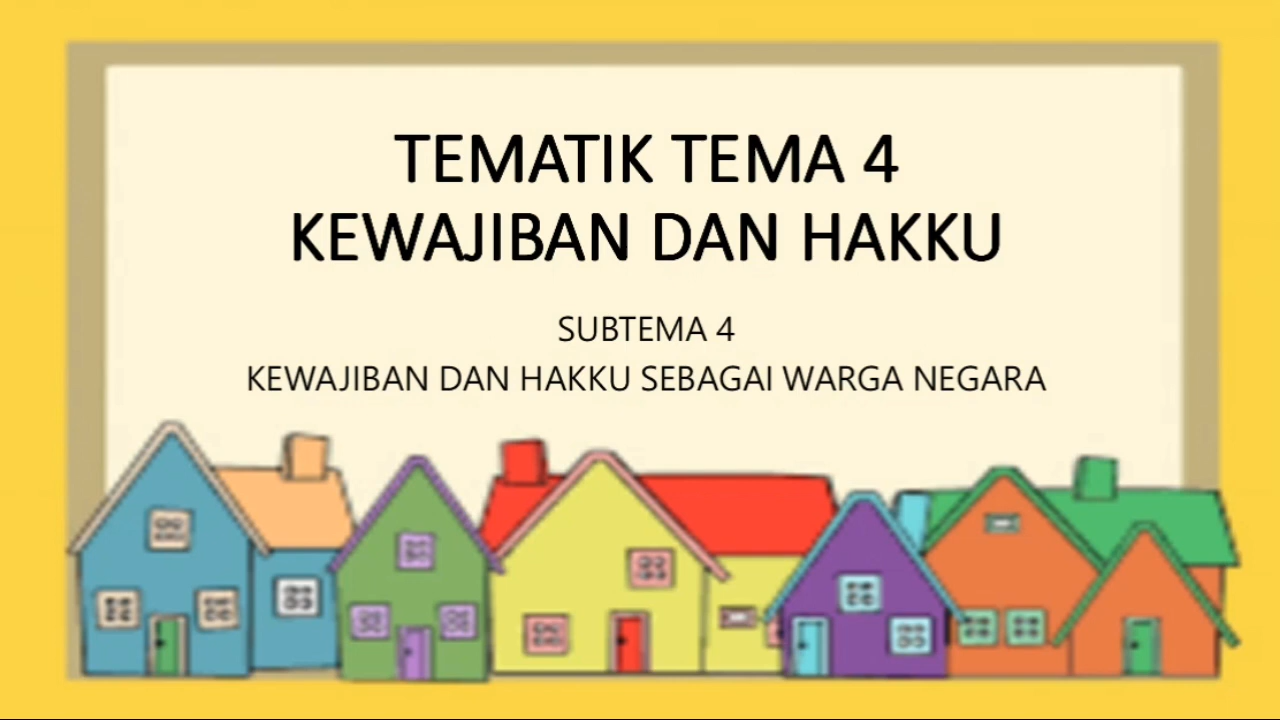 TEMATIK TEMA 4
KEWAJIBAN DAN HAKKU
SUBTEMA 4
KEWAJIBAN DAN HAKKU SEBAGAI WARGA NEGARA